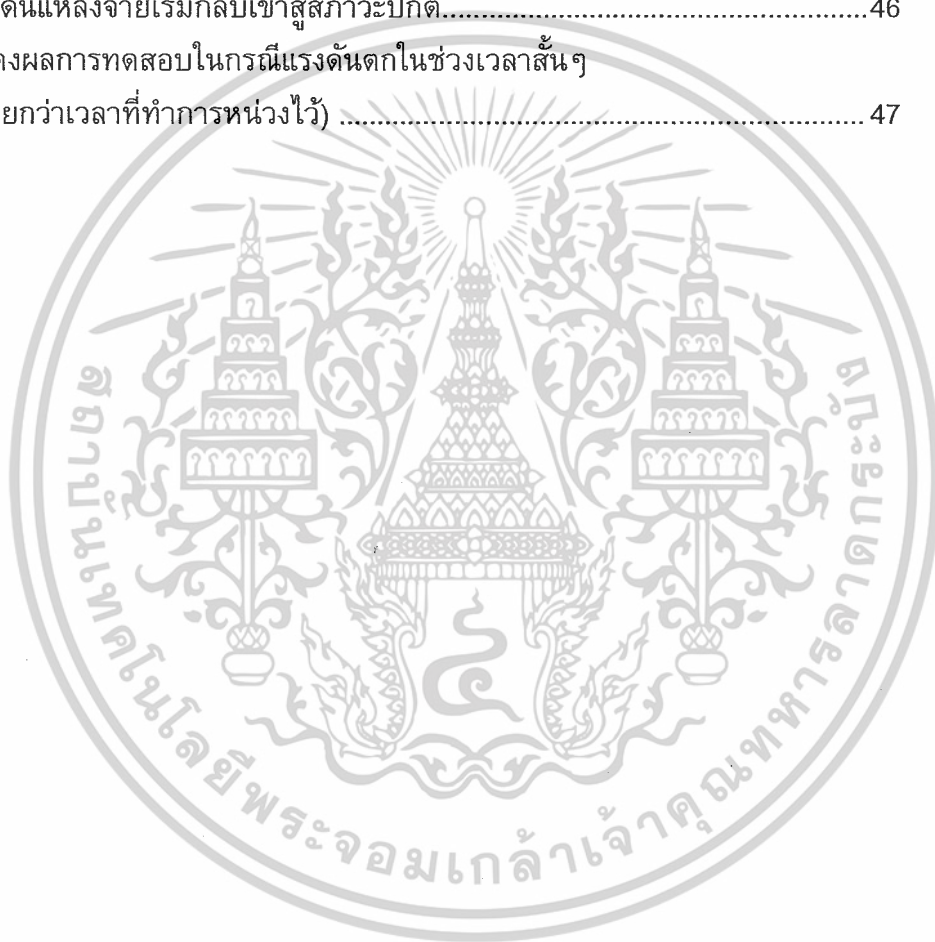 ดันแหล่งจ่ายเริ่มกลับเข้าสู่สภาวะปกติ.......................................................46
งผลการทดสอบในกรณีแรงดันตกในช่วงเวลาสั้นๆ
ยกว่าเวลาที่ทำการหน่วงไว้) ....................................................................... 47
สถาบันเทคโนโลยีพระจอมเกล้าเจ้าคุณทหารลาดกระบัง
๔